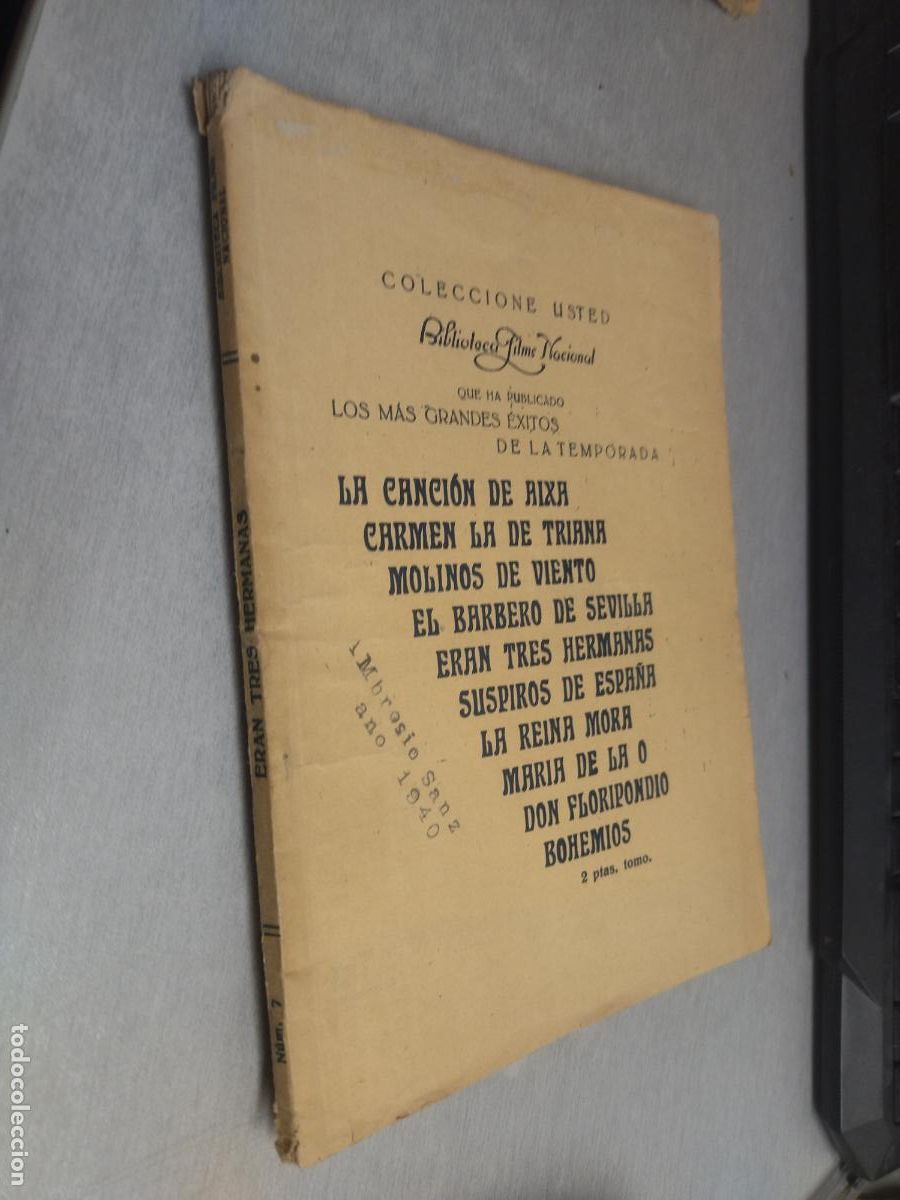 COLECCIONE USTED
Biblioteca Films Nacional
QUE HA PUBLICADO
LOS MÁS GRANDES ÉXITOS
DE LA TEMPORADA
LA CANCIÓN DE AIXA
CARMEN LA DE TRIANA
MOLINOS DE VIENTO
EL BARBERO DE SEVILLA
ERAN TRES HERMANAS
SUSPIROS DE ESPAÑA
LA REINA MORA
MARIA DE LA O
DON FLORIPONDIO
BOHEMIOS
2 ptas. tomo.
AMbrosio Sanz
año 1940
NACIONAL
ERAN TRES HERMANAS
Núm. 7
todocoleccion.net